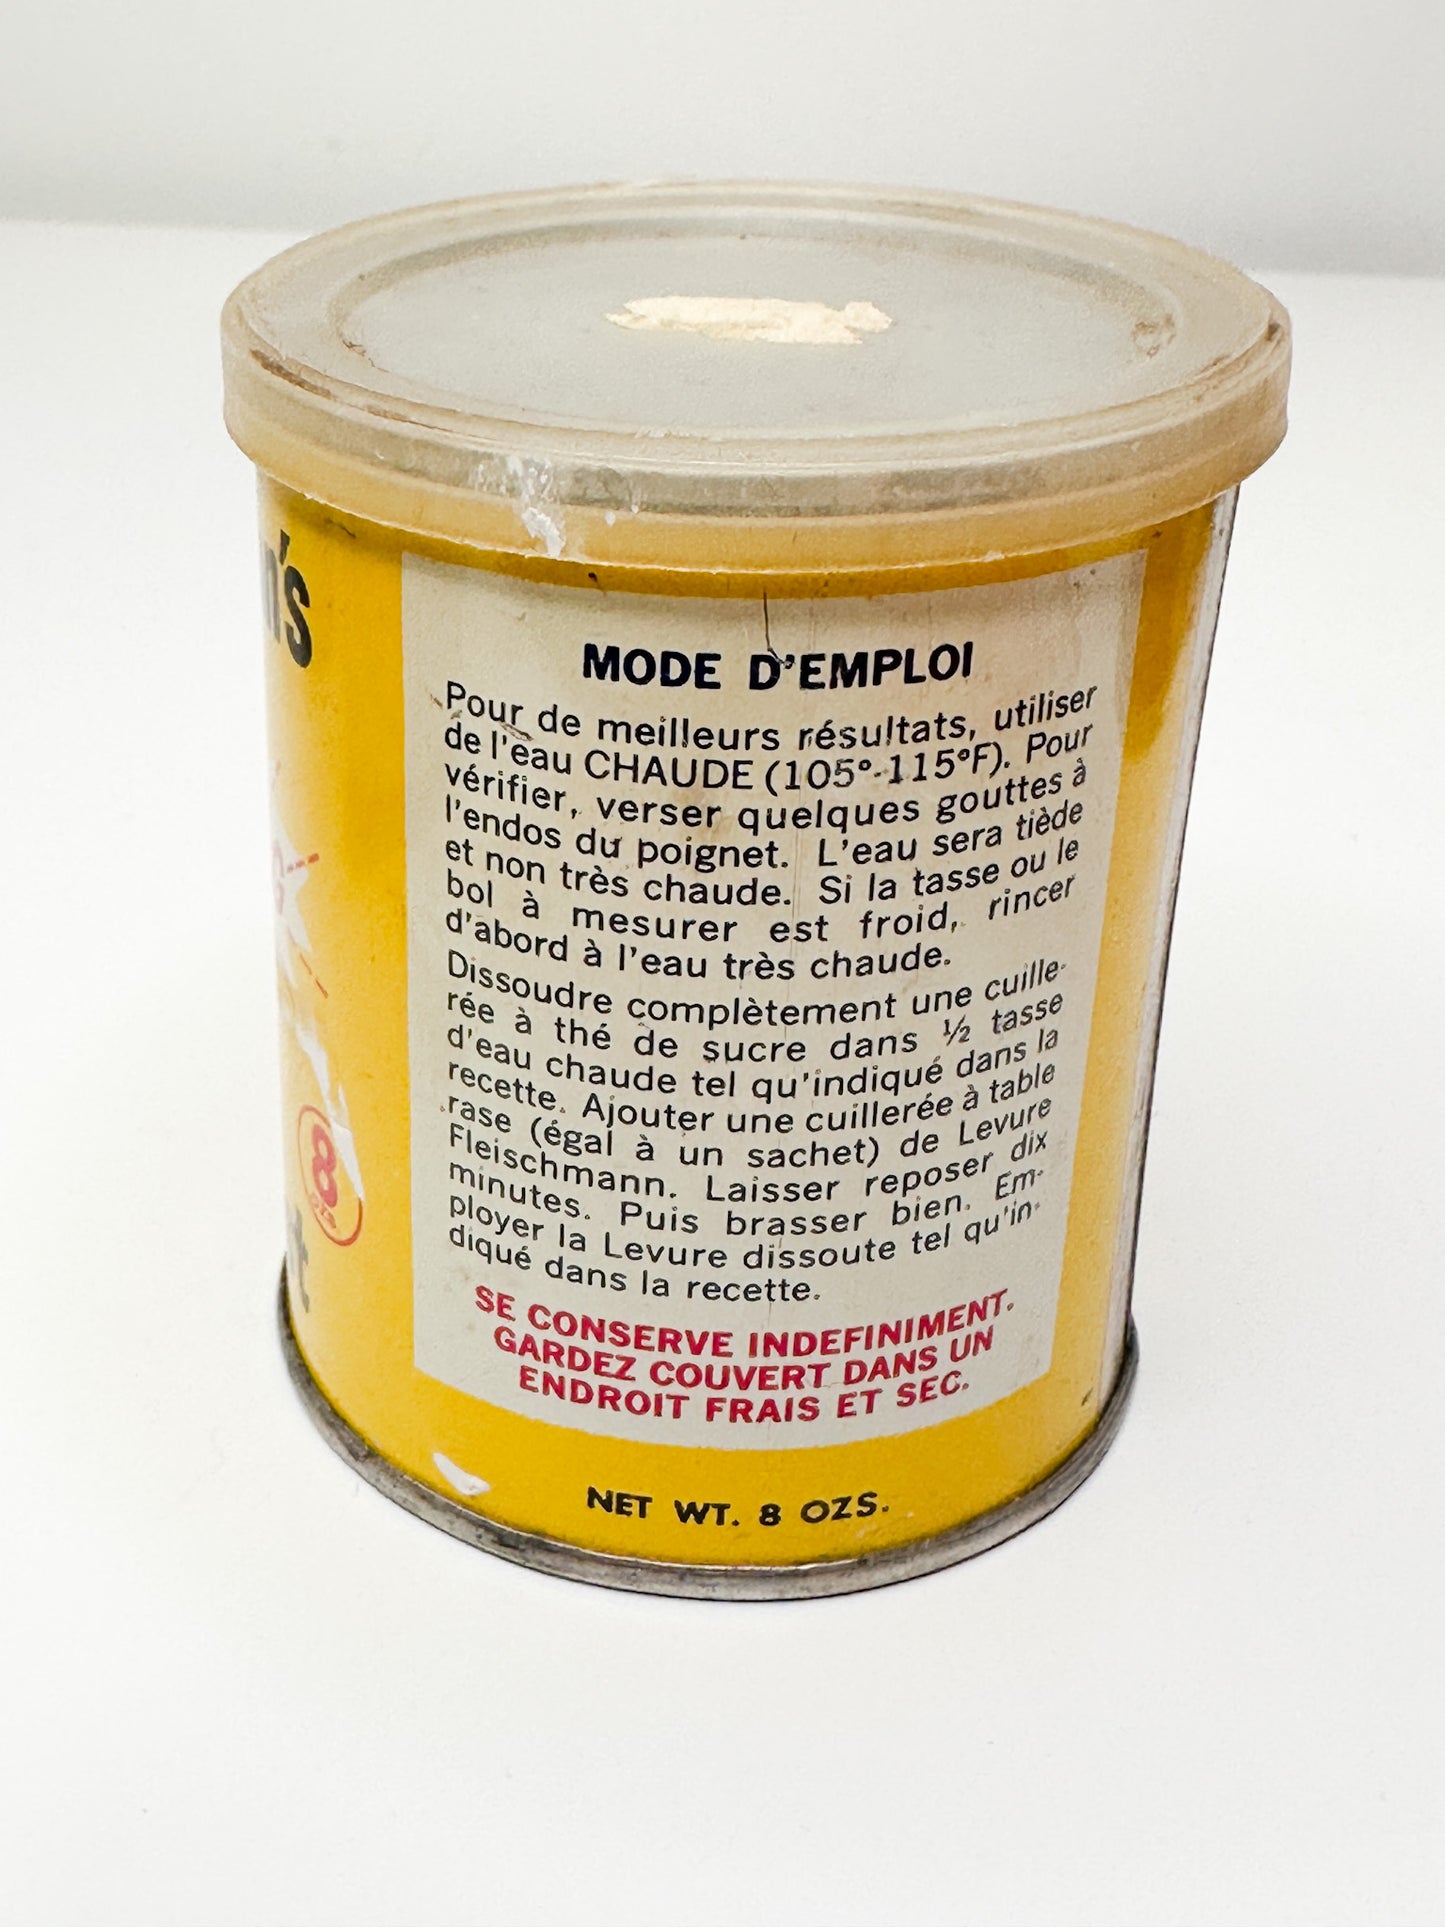 n's
MODE D'EMPLOI
Pour de meilleurs résultats, utiliser
de l'eau CHAUDE (105°-115°F). Pour
vérifier, verser quelques gouttes à
l'endos du poignet. L'eau sera tiède
et non très chaude. Si la tasse ou le
bol à mesurer est froid, rincer
d'abord à l'eau très chaude.
Dissoudre complètement une cuille-
rée à thé de sucre dans ½ tasse
d'eau chaude tel qu'indiqué dans la
recette. Ajouter une cuillerée à table
rase (égal à un sachet) de Levure
Fleischmann. Laisser reposer dix
minutes. Puis brasser bien. Em-
ployer la Levure dissoute tel qu'in-
diqué dans la recette.
SE CONSERVE INDEFINIMENT.
GARDEZ COUVERT DANS UN
ENDROIT FRAIS ET SEC.
8
OZS
t
NET WT. 8 OZS.